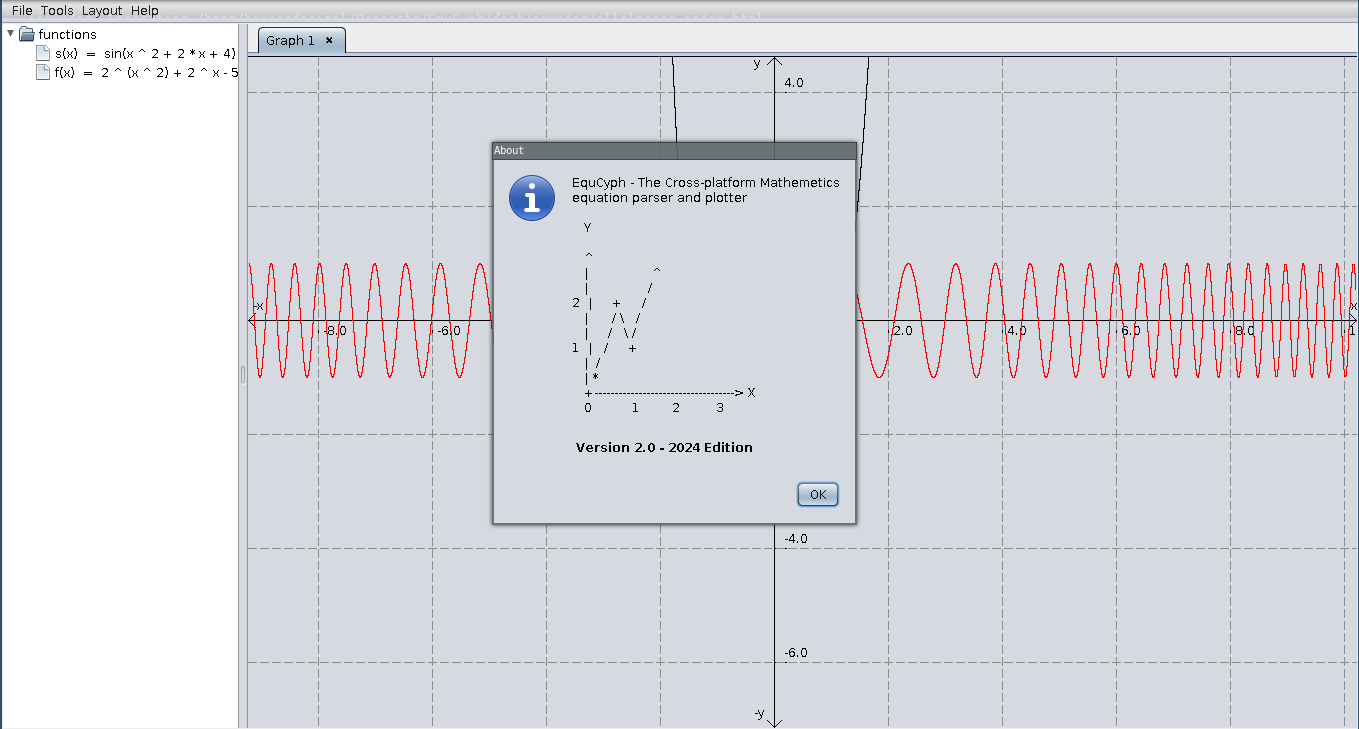 File Tools Layout Help
functions
s(x) = sin(x ^ 2 + 2 * x + 4)
f(x) = 2 ^ (x ^ 2) + 2 ^ x - 5
Graph 1 ×
y
4.0
-x
-8.0 -6.0 2.0 4.0 6.0 8.0
x
-4.0
-6.0
-y
About
EquCyph - The Cross-platform Mathemetics
equation parser and plotter
Y
^
| ^
| /
2 | + /
| /\ /
| / \/
1 | / +
| /
| *
+-----------------------------------> X
0 1 2 3
Version 2.0 - 2024 Edition
OK